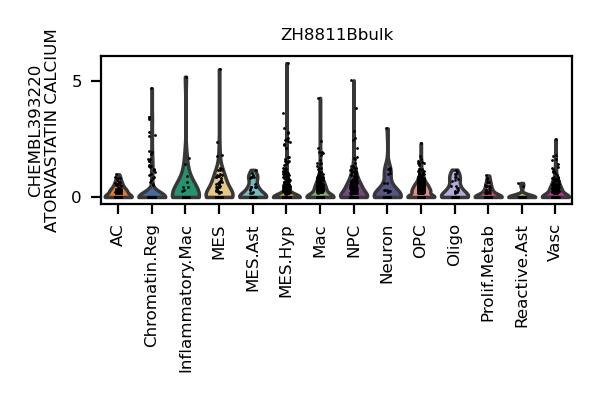 ZH8811Bbulk
CHEMBL393220
ATORVASTATIN CALCIUM
5
0
AC
Chromatin.Reg
Inflammatory.Mac
MES
MES.Ast
MES.Hyp
Mac
NPC
Neuron
OPC
Oligo
Prolif.Metab
Reactive.Ast
Vasc